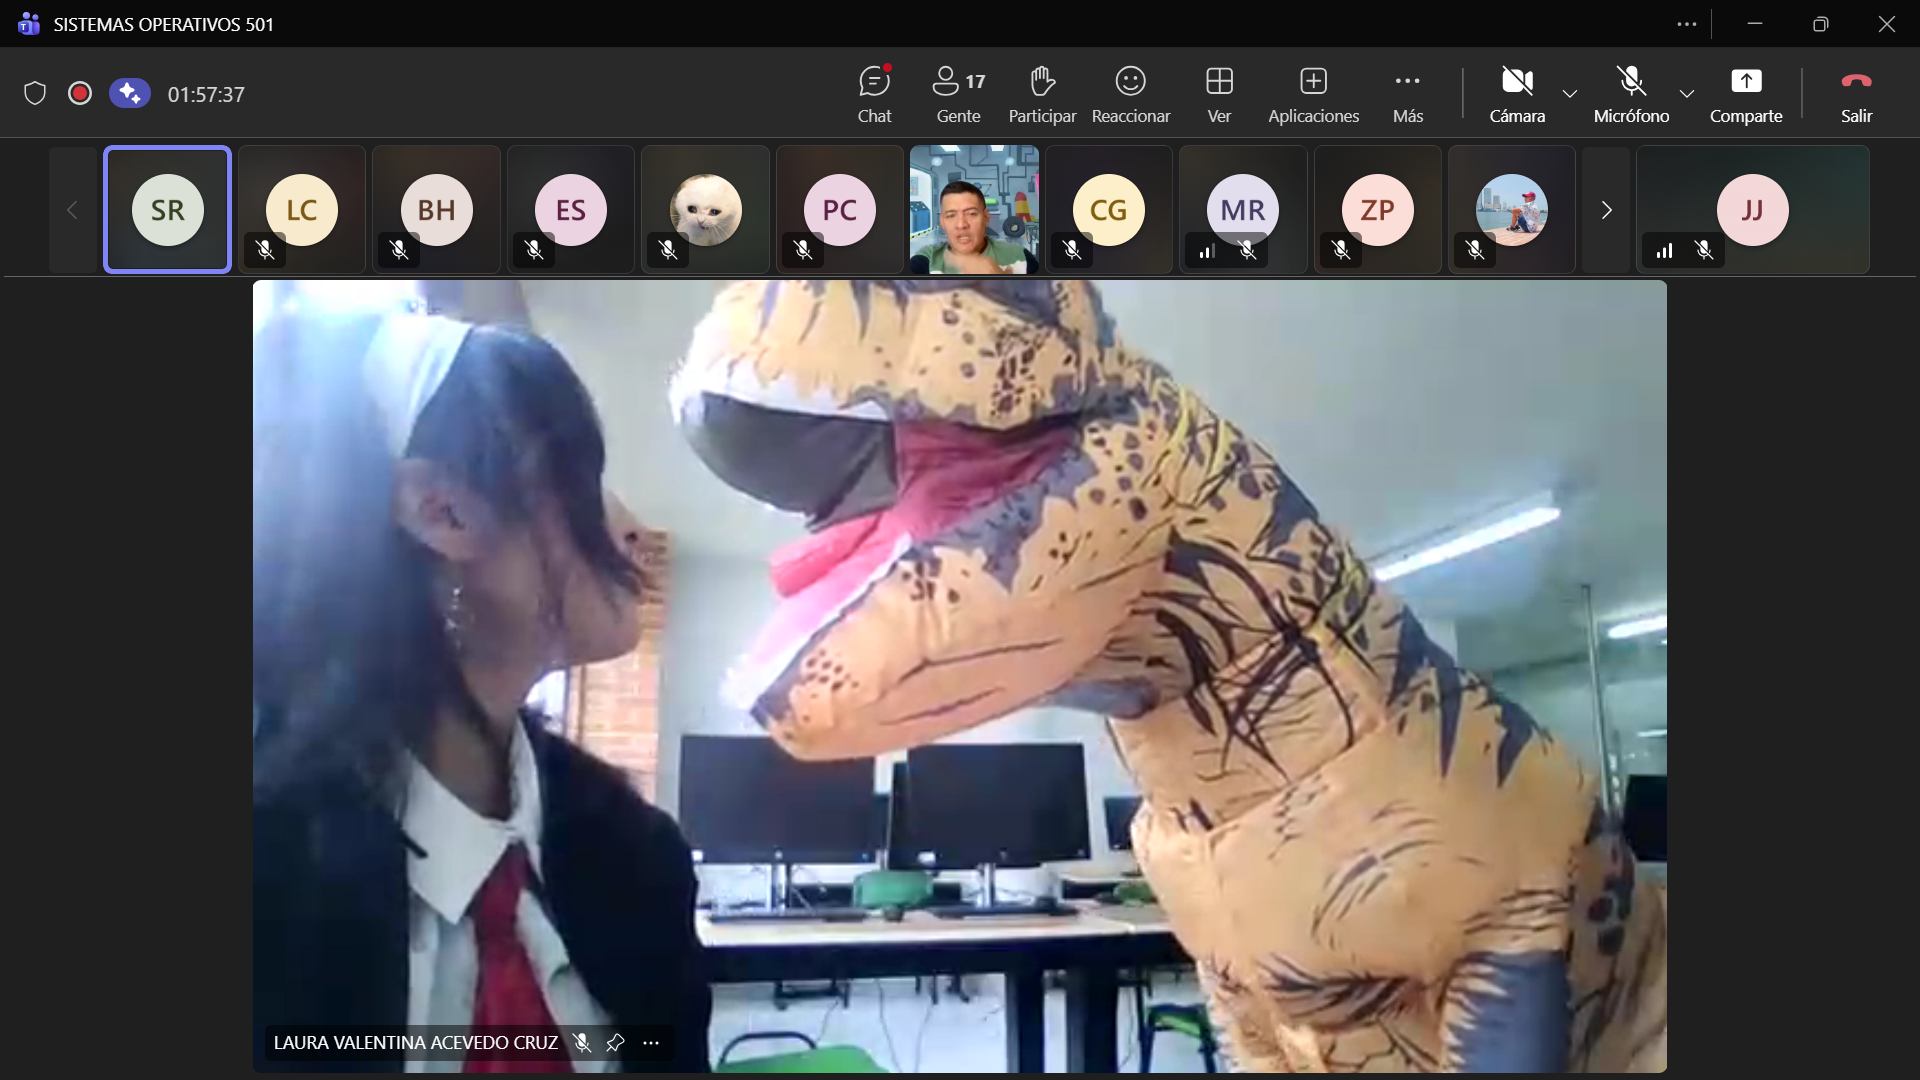 SISTEMAS OPERATIVOS 501
01:57:37
Chat
17
Gente
Participar
Reaccionar
Ver
Aplicaciones
Más
Cámara
Micrófono
Comparte
Salir
SR
LC
BH
ES
PC
CG
MR
ZP
JJ
LAURA VALENTINA ACEVEDO CRUZ